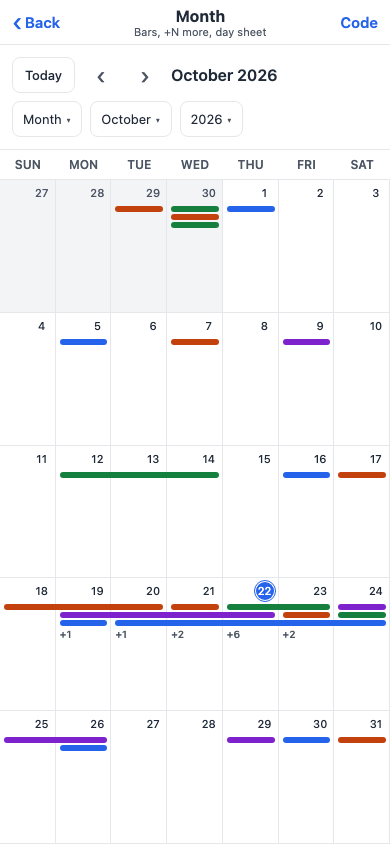 Back
Month
Bars, +N more, day sheet
Code
Today
October 2026
Month
October
2026
SUN MON TUE WED THU FRI SAT
27 28 29 30 1 2 3
4 5 6 7 8 9 10
11 12 13 14 15 16 17
18 19 20 21 22 23 24
+1 +1 +2 +6 +2
25 26 27 28 29 30 31